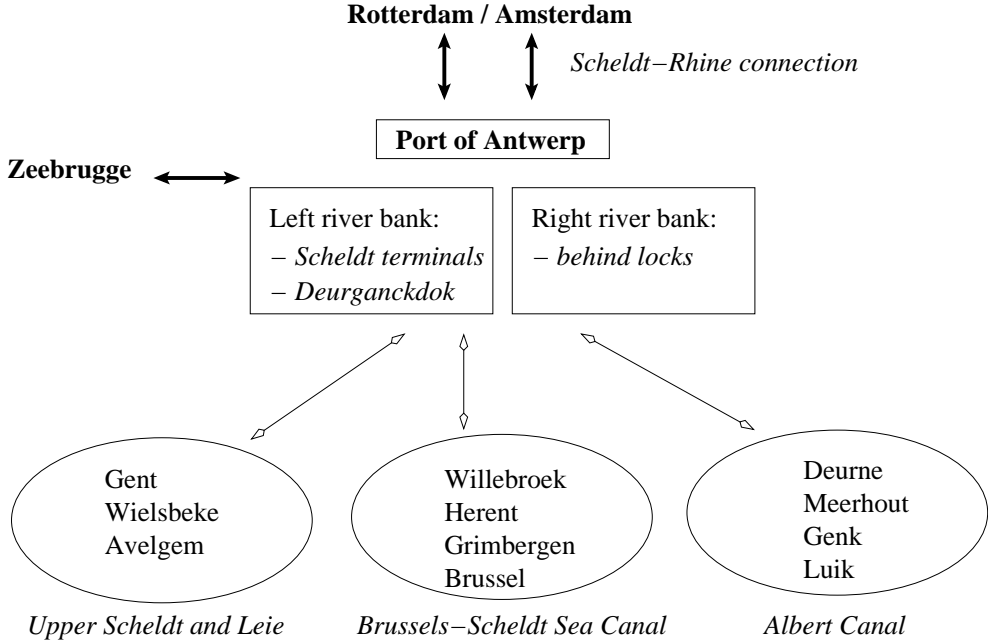 Rotterdam / Amsterdam
Scheldt–Rhine connection
Port of Antwerp
Zeebrugge
Left river bank:
– Scheldt terminals
– Deurganckdok
Right river bank:
– behind locks
Gent
Wielsbeke
Avelgem
Upper Scheldt and Leie
Willebroek
Herent
Grimbergen
Brussel
Brussels–Scheldt Sea Canal
Deurne
Meerhout
Genk
Luik
Albert Canal